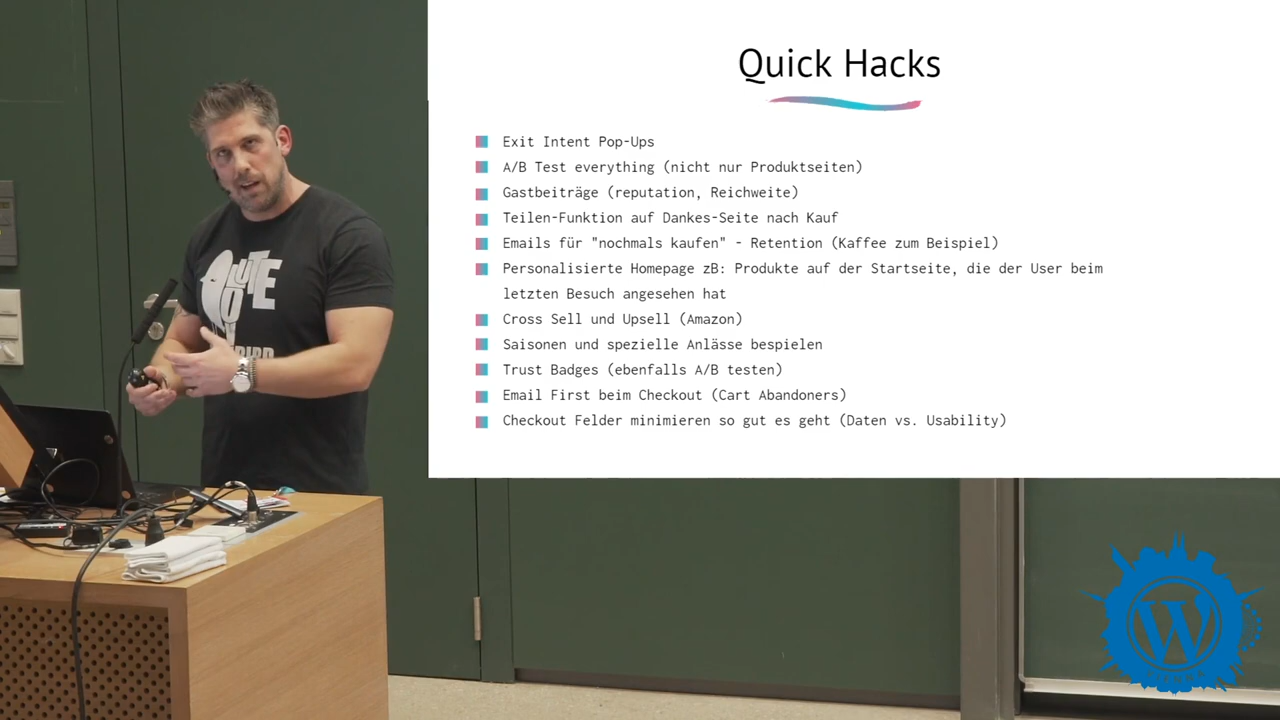 Quick Hacks
Exit Intent Pop-Ups
A/B Test everything (nicht nur Produktseiten)
Gastbeiträge (reputation, Reichweite)
Teilen-Funktion auf Dankes-Seite nach Kauf
Emails für "nochmals kaufen" - Retention (Kaffee zum Beispiel)
Personalisierte Homepage zB: Produkte auf der Startseite, die der User beim
letzten Besuch angesehen hat
Cross Sell und Upsell (Amazon)
Saisonen und spezielle Anlässe bespielen
Trust Badges (ebenfalls A/B testen)
Email First beim Checkout (Cart Abandoners)
Checkout Felder minimieren so gut es geht (Daten vs. Usability)
W